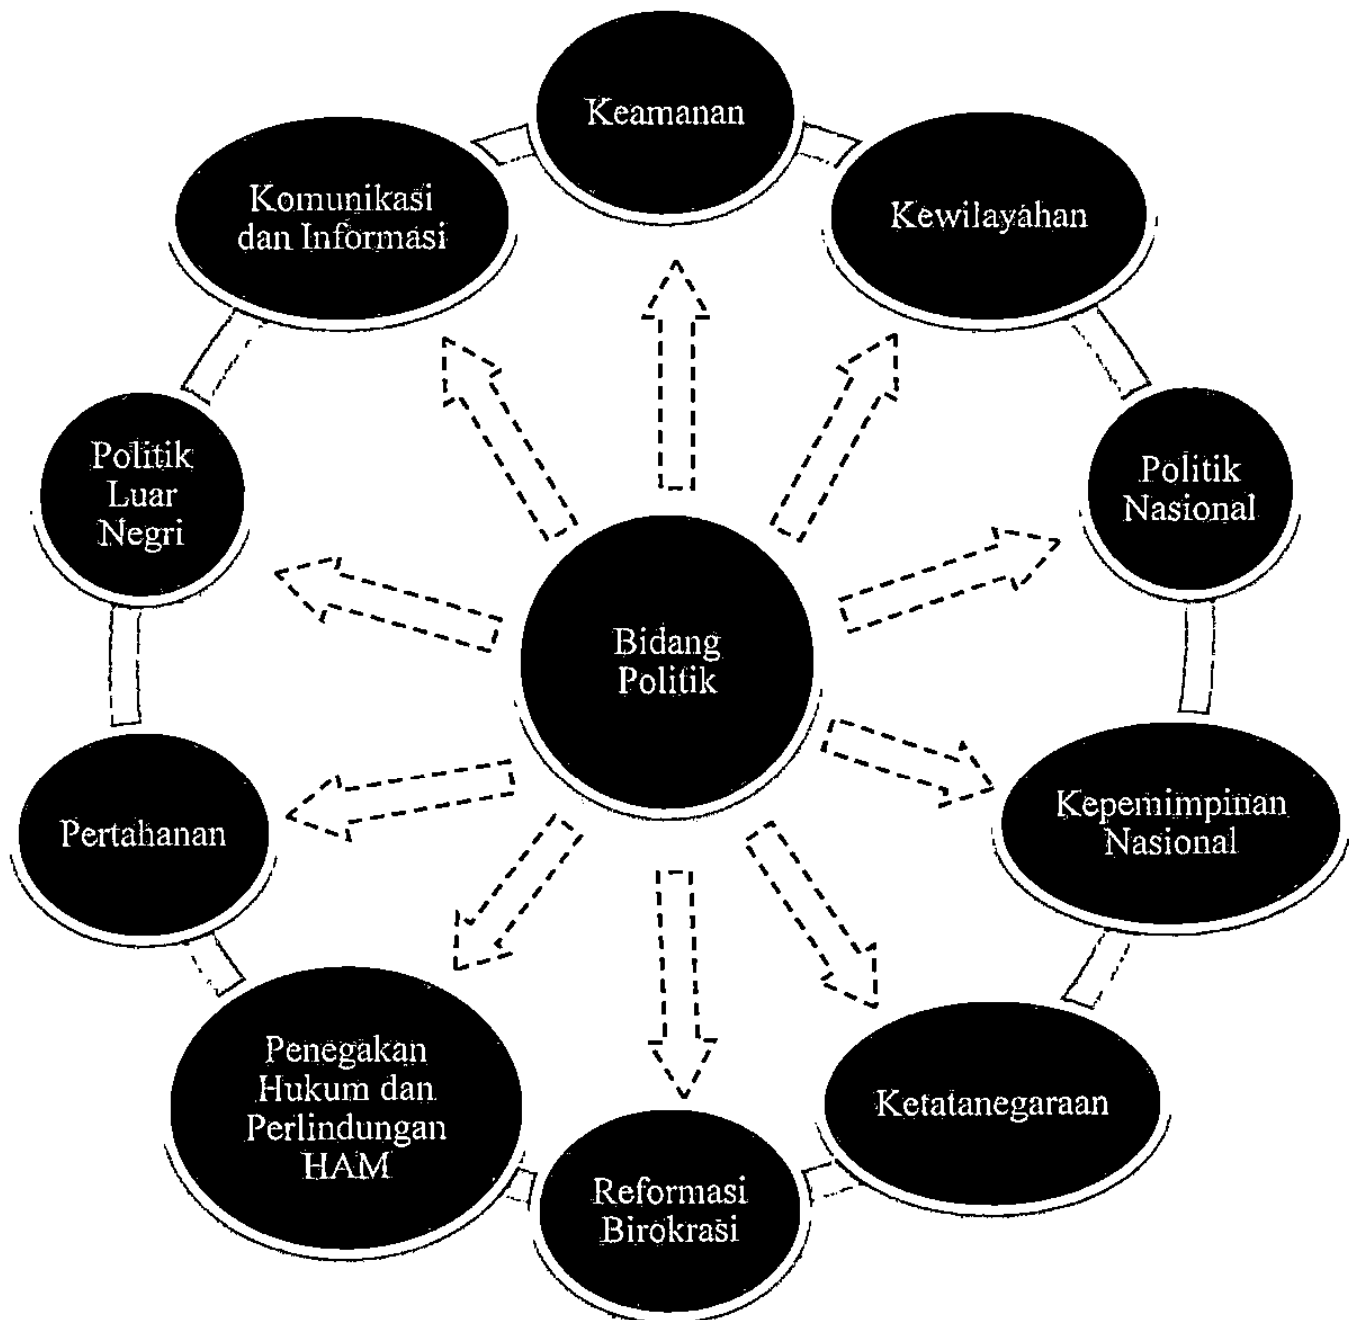 Keamanan
Komunikasi
dan Informasi
Kewilayahan
Politik
Luar
Negri
Politik
Nasional
Bidang
Politik
Pertahanan
Kepemimpinan
Nasional
Penegakan
Hukum dan
Perlindungan
HAM
Ketatanegaraan
Reformasi
Birokrasi